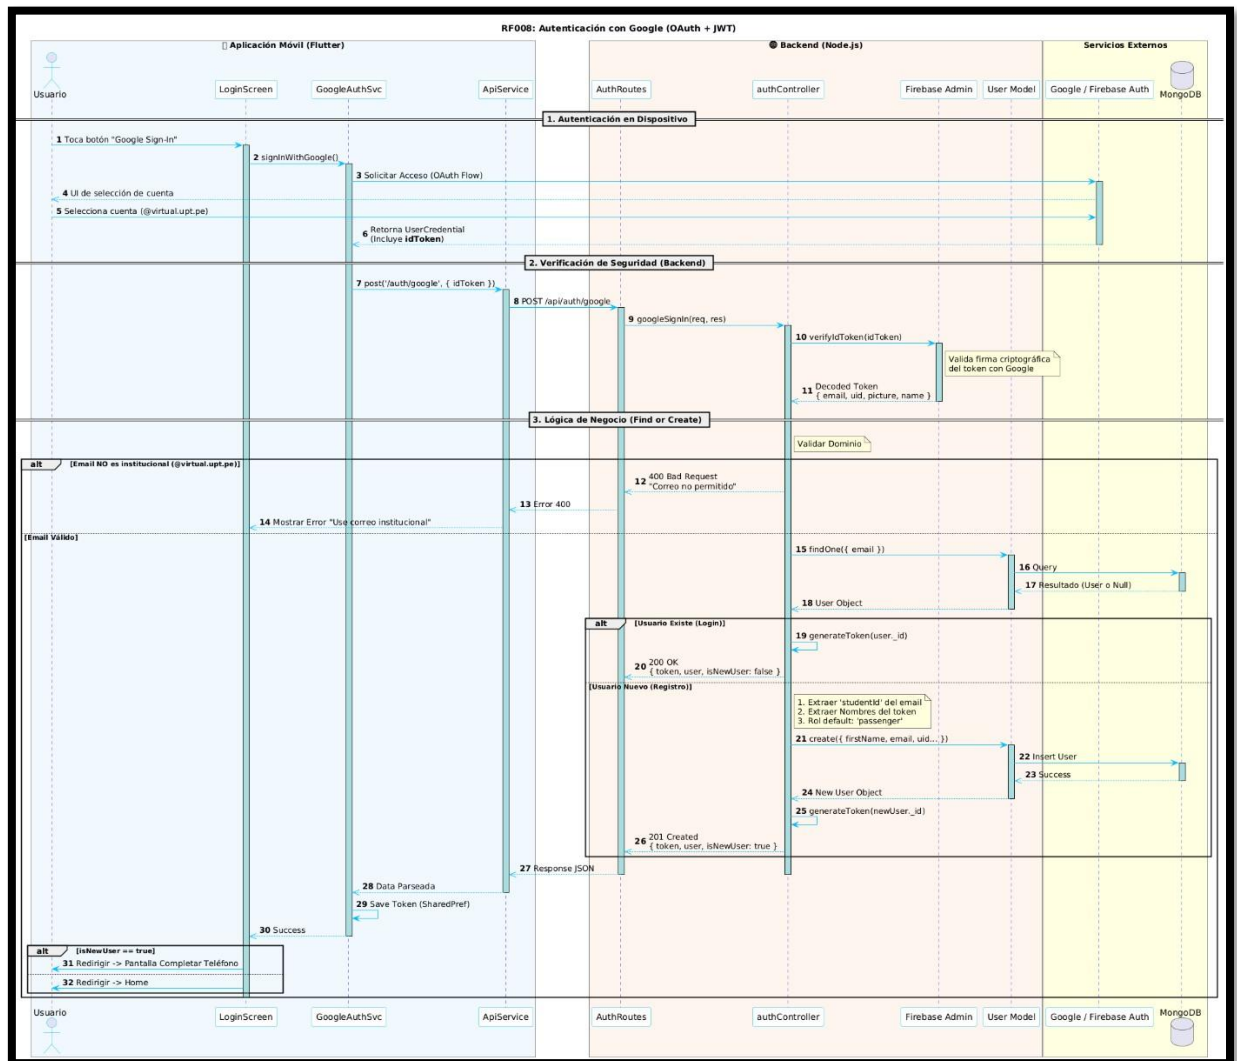 RF008: Autenticación con Google (OAuth + JWT)
Aplicación Móvil (Flutter)
Backend (Node.js)
Servicios Externos
Usuario
LoginScreen
GoogleAuthSvc
ApiService
AuthRoutes
authController
Firebase Admin
User Model
Google / Firebase Auth
MongoDB
1. Autenticación en Dispositivo
1 Toca botón "Google Sign-In"
2 signInWithGoogle()
3 Solicitar Acceso (OAuth Flow)
4 UI de selección de cuenta
5 Selecciona cuenta (@virtual.upt.pe)
6 Retorna UserCredential
(Incluye idToken)
2. Verificación de Seguridad (Backend)
7 post('/auth/google', { idToken })
8 POST /api/auth/google
9 googleSignIn(req, res)
10 verifyIdToken(idToken)
Valida firma criptográfica
del token con Google
11 Decoded Token
{ email, uid, picture, name }
3. Lógica de Negocio (Find or Create)
Validar Dominio
alt [Email NO es institucional (@virtual.upt.pe)]
12 400 Bad Request
"Correo no permitido"
13 Error 400
14 Mostrar Error "Use correo institucional"
[Email Válido]
15 findOne({ email })
16 Query
17 Resultado (User o Null)
18 User Object
alt [Usuario Existe (Login)]
19 generateToken(user._id)
20 200 OK
{ token, user, isNewUser: false }
[Usuario Nuevo (Registro)]
1. Extraer 'studentId' del email
2. Extraer Nombres del token
3. Rol default: 'passenger'
21 create({ firstName, email, uid... })
22 Insert User
23 Success
24 New User Object
25 generateToken(newUser._id)
26 201 Created
{ token, user, isNewUser: true }
27 Response JSON
28 Data Parseada
29 Save Token (SharedPref)
30 Success
alt [isNewUser == true]
31 Redirigir -> Pantalla Completar Teléfono
32 Redirigir -> Home
Usuario
LoginScreen
GoogleAuthSvc
ApiService
AuthRoutes
authController
Firebase Admin
User Model
Google / Firebase Auth
MongoDB